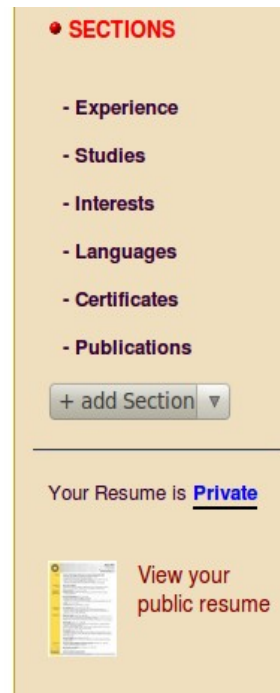 SECTIONS
- Experience
- Studies
- Interests
- Languages
- Certificates
- Publications
+ add Section
Your Resume is Private
View your
public resume